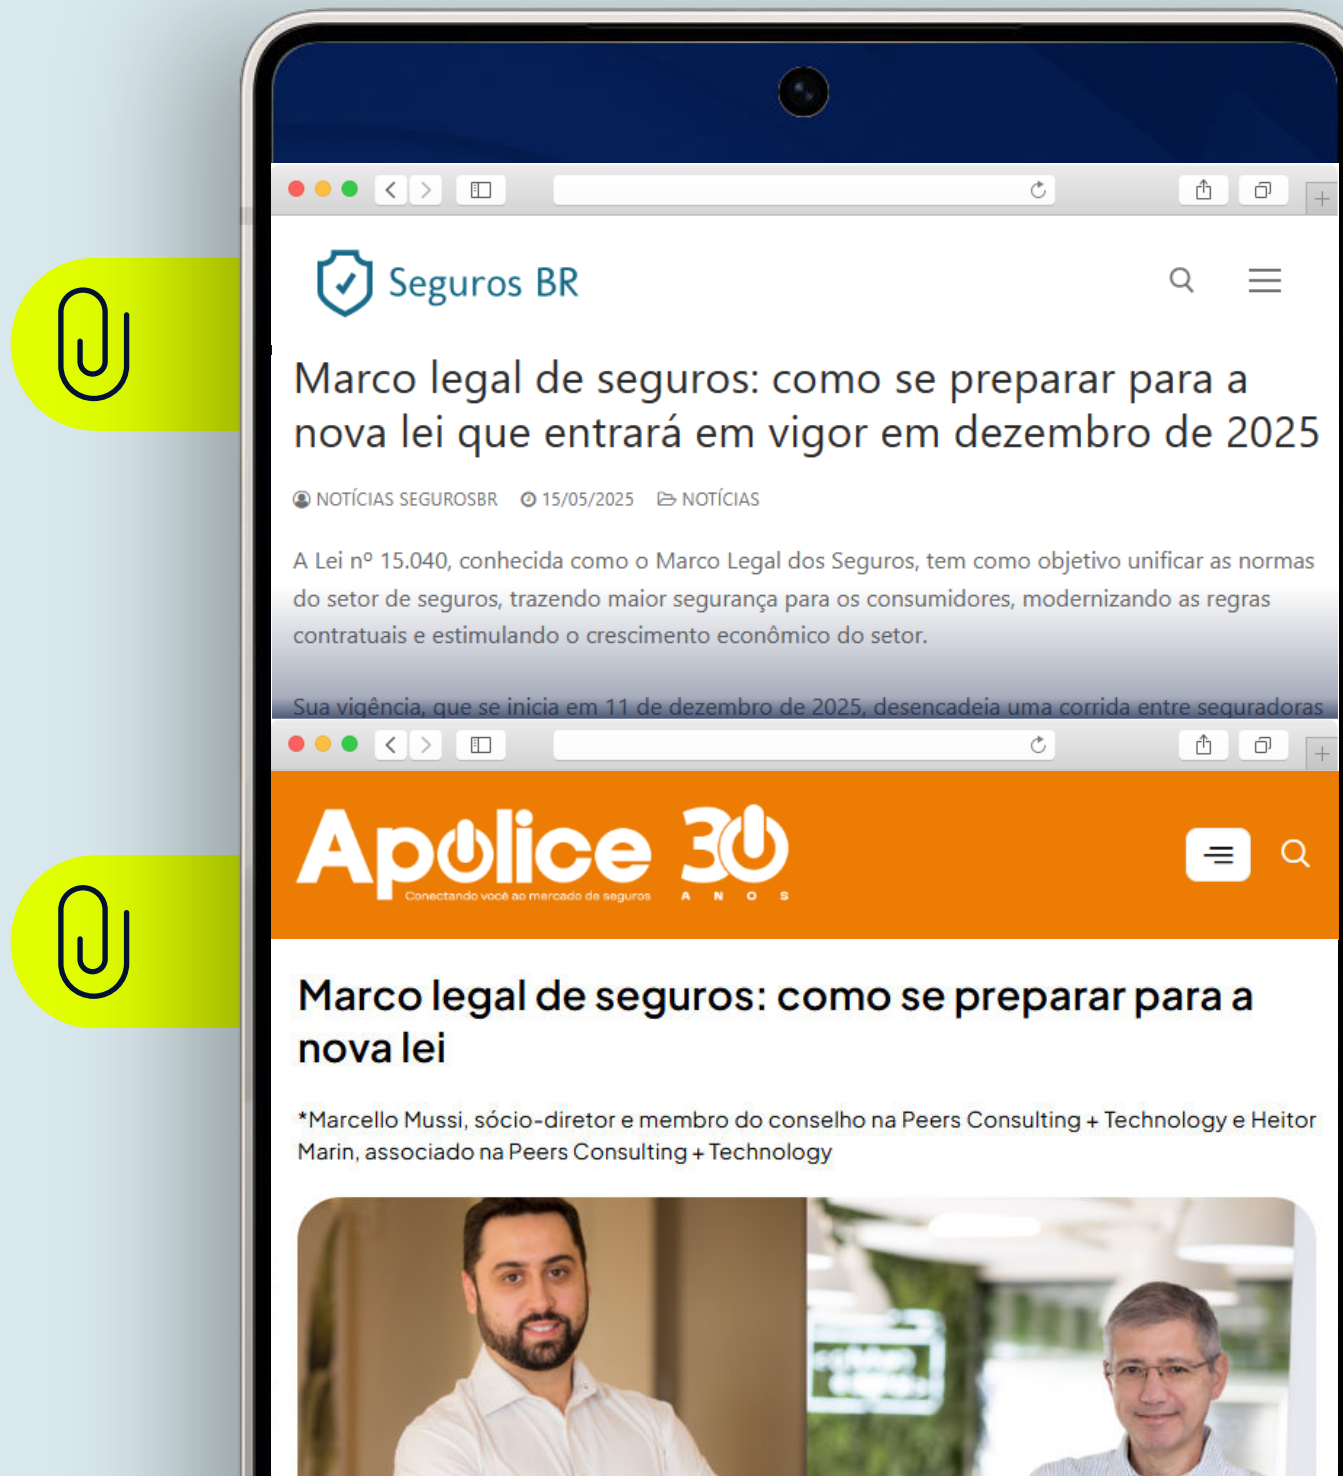 Seguros BR
Marco legal de seguros: como se preparar para a
nova lei que entrará em vigor em dezembro de 2025
NOTÍCIAS SEGUROSBR 15/05/2025 NOTÍCIAS
A Lei nº 15.040, conhecida como o Marco Legal dos Seguros, tem como objetivo unificar as normas
do setor de seguros, trazendo maior segurança para os consumidores, modernizando as regras
contratuais e estimulando o crescimento econômico do setor.
Sua vigência, que se inicia em 11 de dezembro de 2025, desencadeia uma corrida entre seguradoras
Apólice 30
Conectando você ao mercado de seguros ANOS
Marco legal de seguros: como se preparar para a
nova lei
*Marcello Mussi, sócio-diretor e membro do conselho na Peers Consulting + Technology e Heitor
Marin, associado na Peers Consulting + Technology